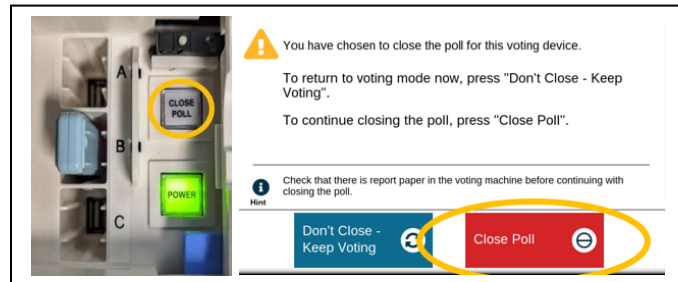 A
CLOSE
POLL
B
POWER
C
You have chosen to close the poll for this voting device.
To return to voting mode now, press "Don't Close - Keep
Voting".
To continue closing the poll, press "Close Poll".
i
Hint
Check that there is report paper in the voting machine before continuing with
closing the poll.
Don't Close -
Keep Voting
Close Poll